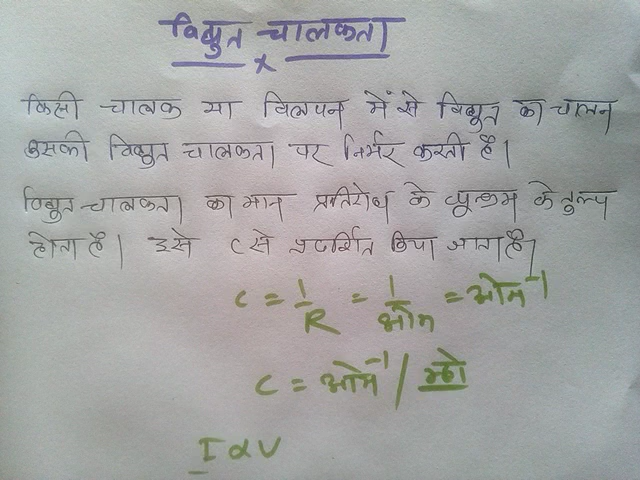 विद्युत चालकता
x
किसी चालक या विलयन में से विद्युत का चालन
उसकी विद्युत चालकता पर निर्भर करती है।
विद्युत-चालकता का मान प्रतिरोध के व्युत्क्रम के तुल्य
होता है। इसे C से प्रदर्शित किया जाता है।
C = 1/R = 1/ओम = ओम⁻¹
C = ओम⁻¹ / म्हो
I ∝ V